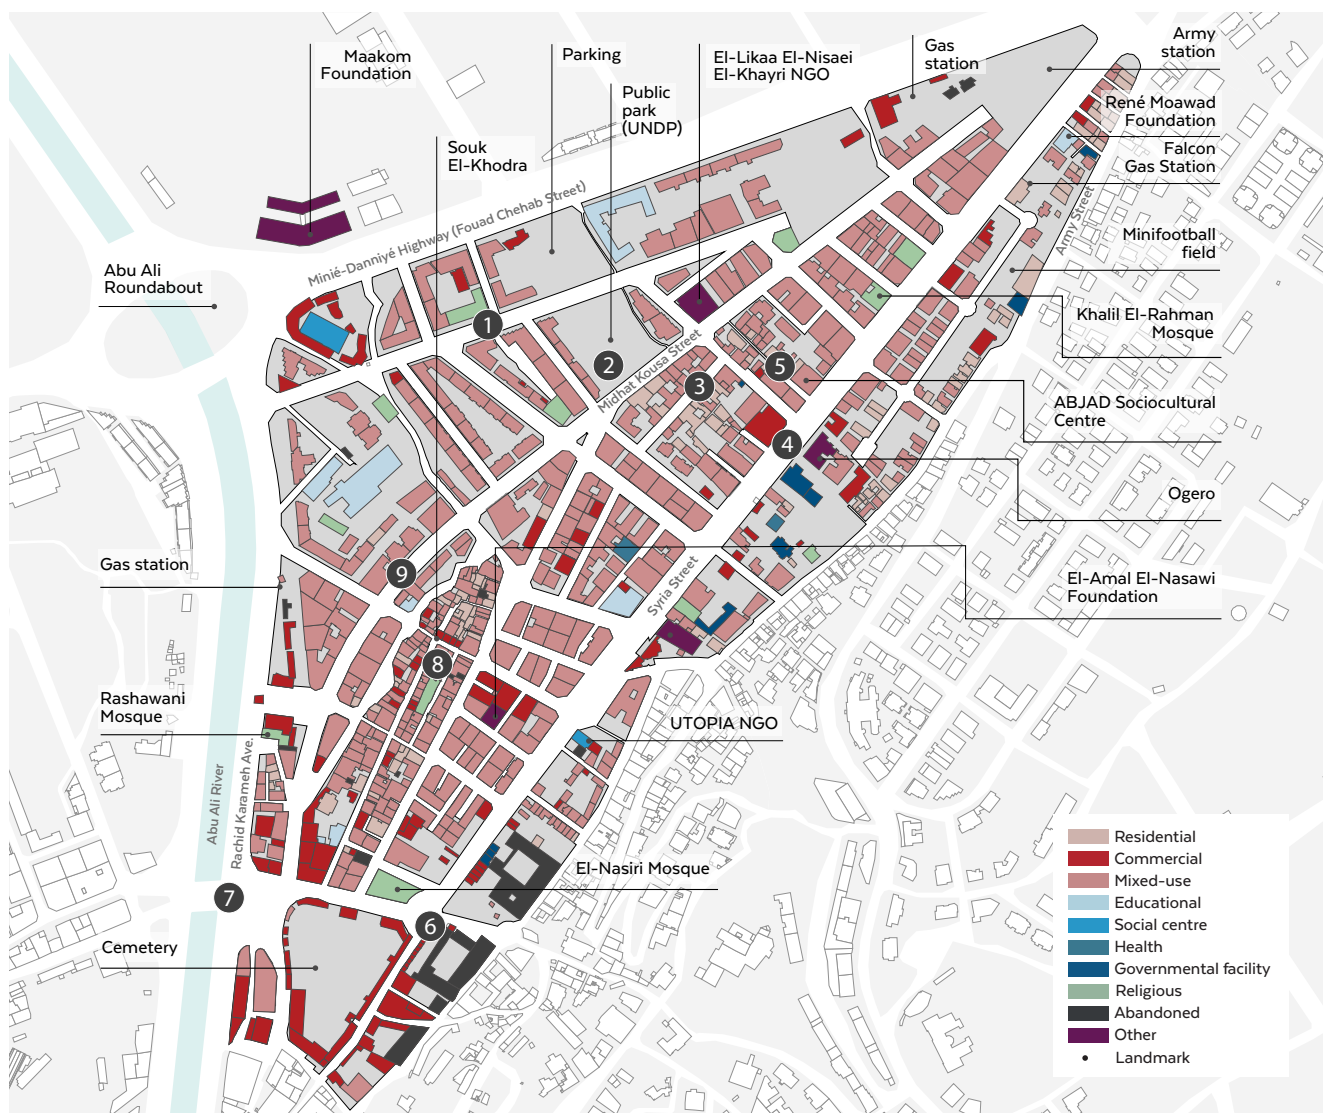 Maakom
Foundation
Parking
El-Likaa El-Nisaei
El-Khayri NGO
Gas
station
Army
station
Public
park
(UNDP)
René Moawad
Foundation
Souk
El-Khodra
Falcon
Gas Station
Minié-Danniyé Highway (Fouad Chehab Street)
Army Street
Minifootball
field
Abu Ali
Roundabout
Khalil El-Rahman
Mosque
1
2
3
4
5
6
7
8
9
Midhat Kousa Street
ABJAD Sociocultural
Centre
Ogero
Gas station
Syria Street
El-Amal El-Nasawi
Foundation
Rashawani
Mosque
UTOPIA NGO
Abu Ali River
Rachid Karameh Ave.
El-Nasiri Mosque
Cemetery
Residential
Commercial
Mixed-use
Educational
Social centre
Health
Governmental facility
Religious
Abandoned
Other
Landmark